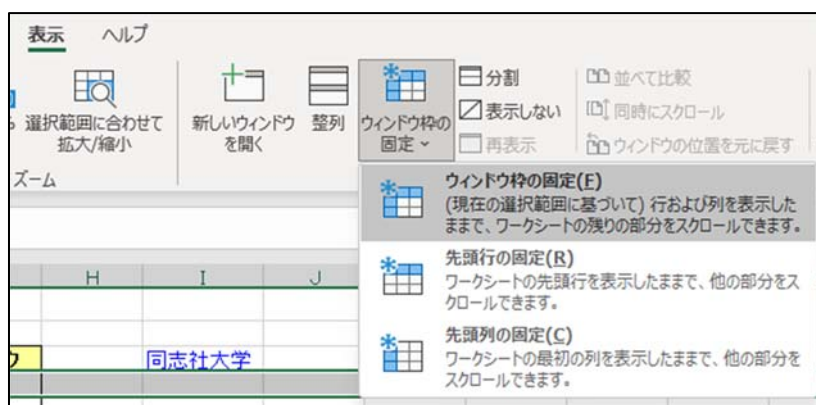 表示 ヘルプ
選択範囲に合わせて
拡大/縮小
新しいウィンドウ
を開く
整列
ウィンドウ枠の
固定
分割
表示しない
再表示
並べて比較
同時にスクロール
ウィンドウの位置を元に戻す
ズーム
ウィンドウ枠の固定(F)
(現在の選択範囲に基づいて) 行および列を表示した
ままで、ワークシートの残りの部分をスクロールできます。
先頭行の固定(R)
ワークシートの先頭行を表示したままで、他の部分をス
クロールできます。
先頭列の固定(C)
ワークシートの最初の列を表示したままで、他の部分を
スクロールできます。
H I J
同志社大学